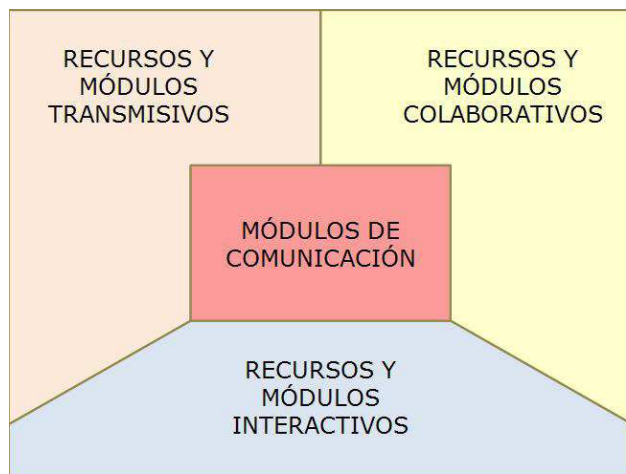 RECURSOS Y
MÓDULOS
TRANSMISIVOS
RECURSOS Y
MÓDULOS
COLABORATIVOS
MÓDULOS DE
COMUNICACIÓN
RECURSOS Y
MÓDULOS
INTERACTIVOS